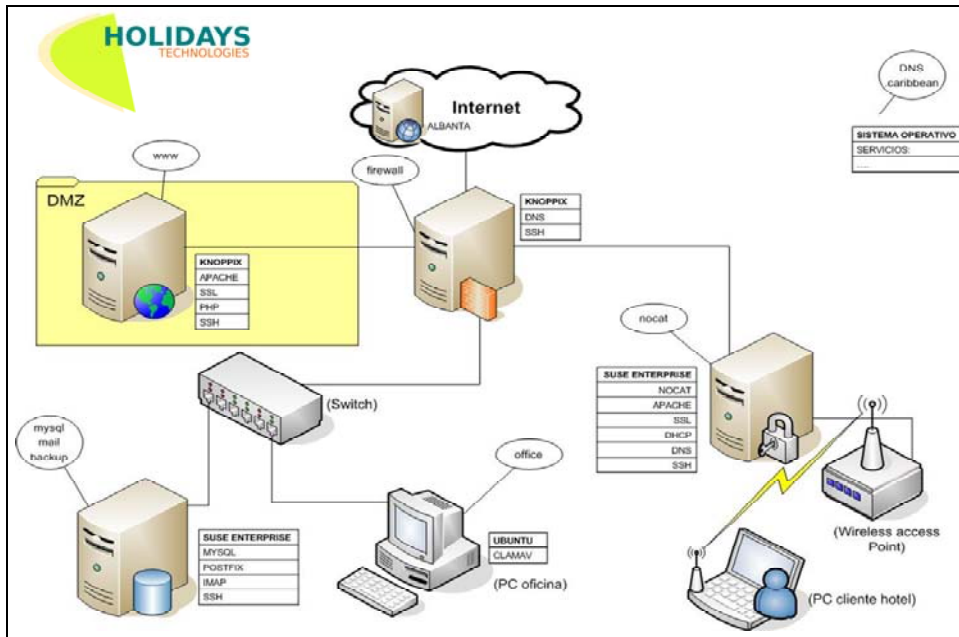 HOLIDAYS
TECHNOLOGIES
Internet
ALBANTA
DNS
caribbean
SISTEMA OPERATIVO
SERVICIOS:
....
www
firewall
DMZ
KNOPPIX
DNS
SSH
KNOPPIX
APACHE
SSL
PHP
SSH
nocat
SUSE ENTERPRISE
NOCAT
APACHE
SSL
DHCP
DNS
SSH
(Switch)
mysql
mail
backup
office
SUSE ENTERPRISE
MYSQL
POSTFIX
IMAP
SSH
UBUNTU
CLAMAV
(PC oficina)
(Wireless access
Point)
(PC cliente hotel)